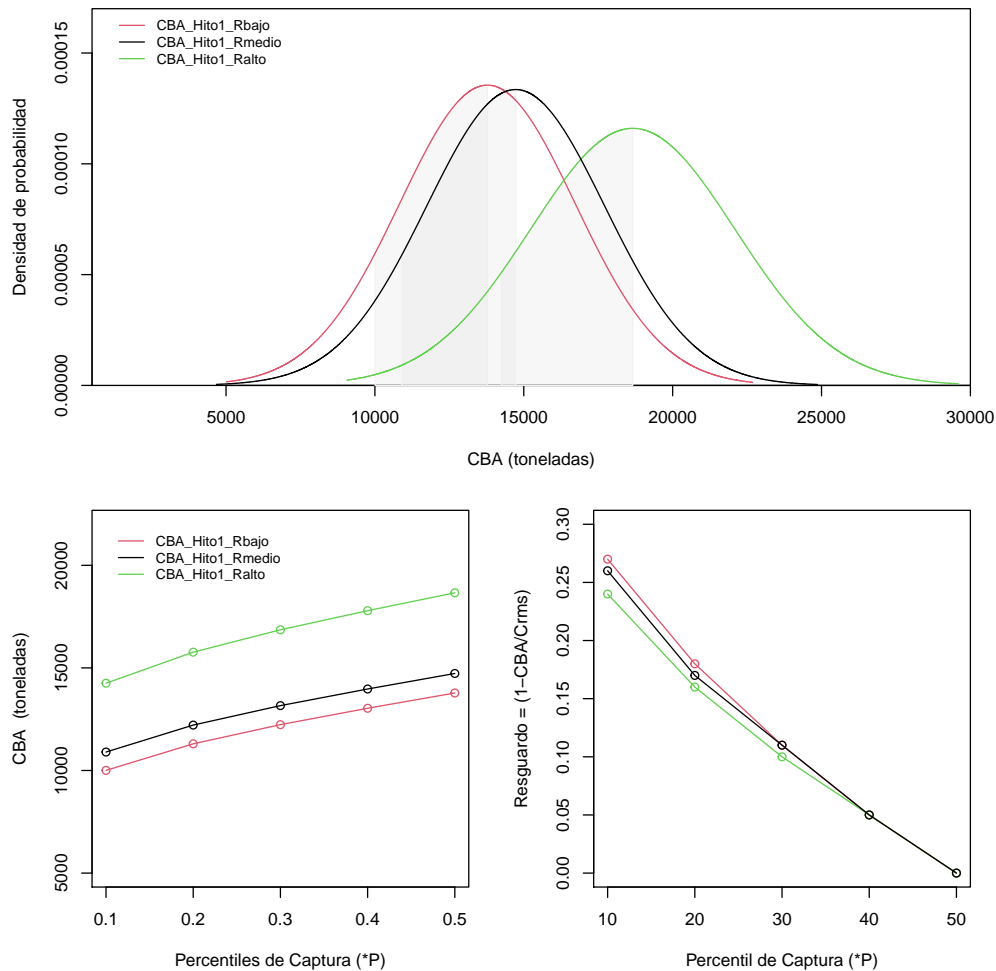 CBA_Hito1_Rbajo
CBA_Hito1_Rmedio
CBA_Hito1_Ralto
Densidad de probabilidad
0.00000
0.00005
0.00010
0.00015
5000
10000
15000
20000
25000
30000
CBA (toneladas)
CBA_Hito1_Rbajo
CBA_Hito1_Rmedio
CBA_Hito1_Ralto
CBA (toneladas)
5000
10000
15000
20000
0.1
0.2
0.3
0.4
0.5
Percentiles de Captura (*P)
Resguardo = (1−CBA/Crms)
0.00
0.05
0.10
0.15
0.20
0.25
0.30
10
20
30
40
50
Percentil de Captura (*P)